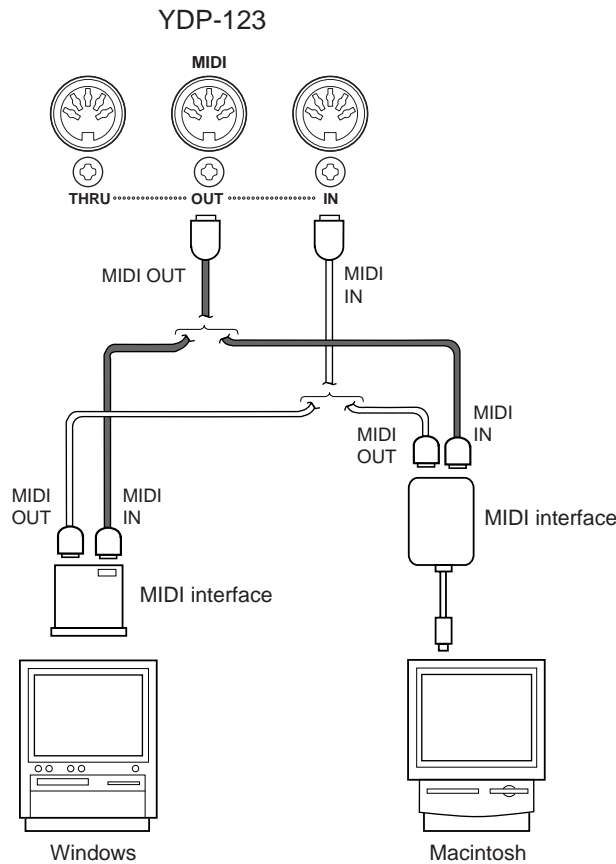 YDP-123
MIDI
THRU OUT IN
MIDI OUT
MIDI
IN
MIDI
OUT
MIDI
IN
MIDI
OUT
MIDI
IN
MIDI interface
MIDI interface
Windows
Macintosh